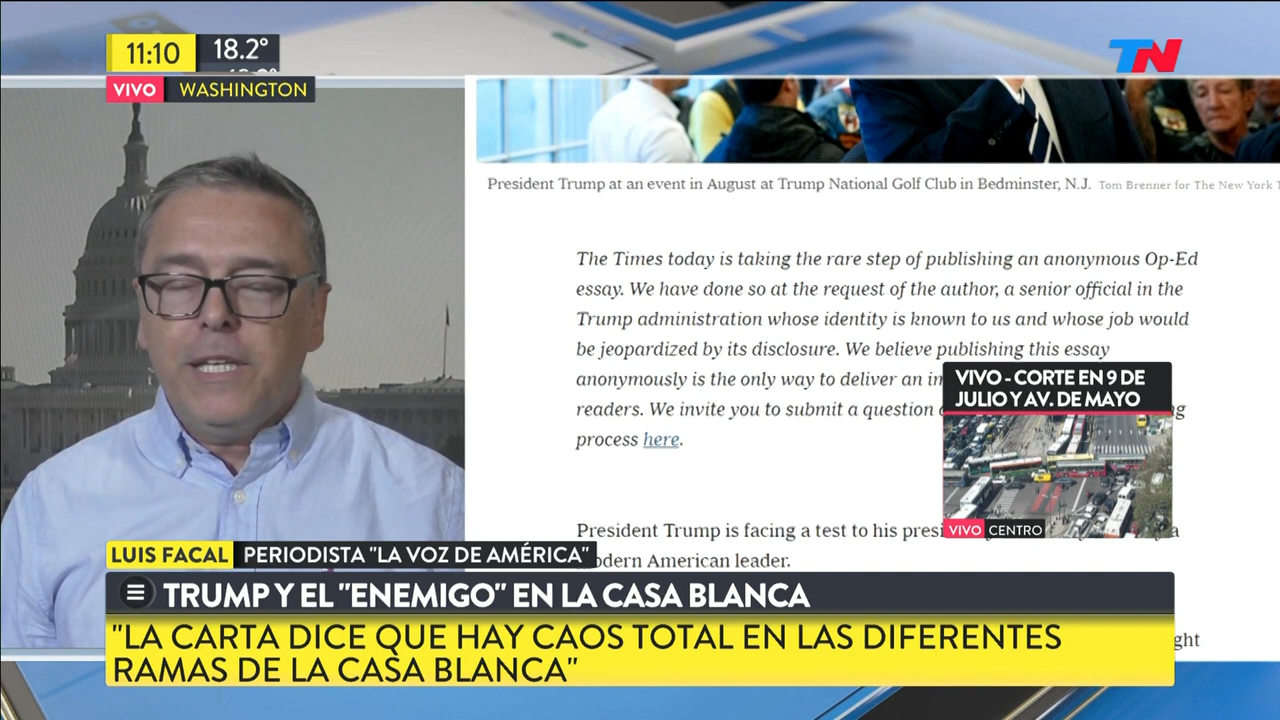 11:10
18.2°
TN
VIVO
WASHINGTON
President Trump at an event in August at Trump National Golf Club in Bedminster, N.J. Tom Brenner for The New York
The Times today is taking the rare step of publishing an anonymous Op-Ed
essay. We have done so at the request of the author, a senior official in the
Trump administration whose identity is known to us and whose job would
be jeopardized by its disclosure. We believe publishing this essay
anonymously is the only way to deliver an
readers. We invite you to submit a question
process here.
VIVO - CORTE EN 9 DE
JULIO Y AV. DE MAYO
VIVO CENTRO
President Trump is facing a test to his
modern American leader.
LUIS FACAL
PERIODISTA "LA VOZ DE AMÉRICA"
TRUMP Y EL "ENEMIGO" EN LA CASA BLANCA
"LA CARTA DICE QUE HAY CAOS TOTAL EN LAS DIFERENTES
RAMAS DE LA CASA BLANCA"